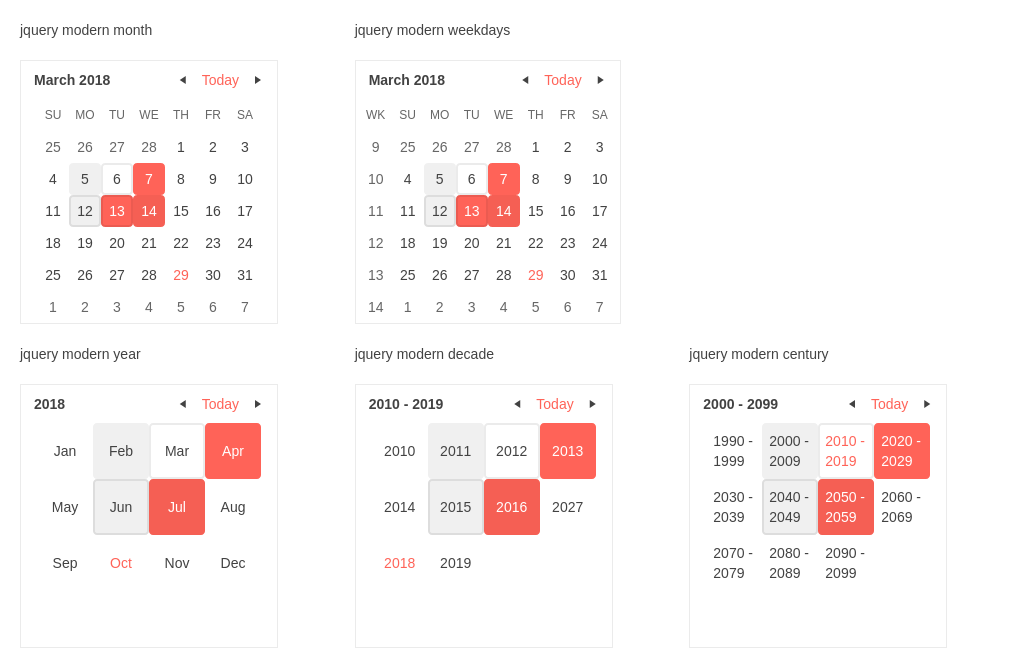 jquery modern month
March 2018 Today
SU MO TU WE TH FR SA
25 26 27 28 1 2 3
4 5 6 7 8 9 10
11 12 13 14 15 16 17
18 19 20 21 22 23 24
25 26 27 28 29 30 31
1 2 3 4 5 6 7
jquery modern weekdays
March 2018 Today
WK SU MO TU WE TH FR SA
9 25 26 27 28 1 2 3
10 4 5 6 7 8 9 10
11 11 12 13 14 15 16 17
12 18 19 20 21 22 23 24
13 25 26 27 28 29 30 31
14 1 2 3 4 5 6 7
jquery modern year
2018 Today
Jan Feb Mar Apr
May Jun Jul Aug
Sep Oct Nov Dec
jquery modern decade
2010 - 2019 Today
2010 2011 2012 2013
2014 2015 2016 2027
2018 2019
jquery modern century
2000 - 2099 Today
1990 - 2000 - 2010 - 2020 -
1999 2009 2019 2029
2030 - 2040 - 2050 - 2060 -
2039 2049 2059 2069
2070 - 2080 - 2090 -
2079 2089 2099